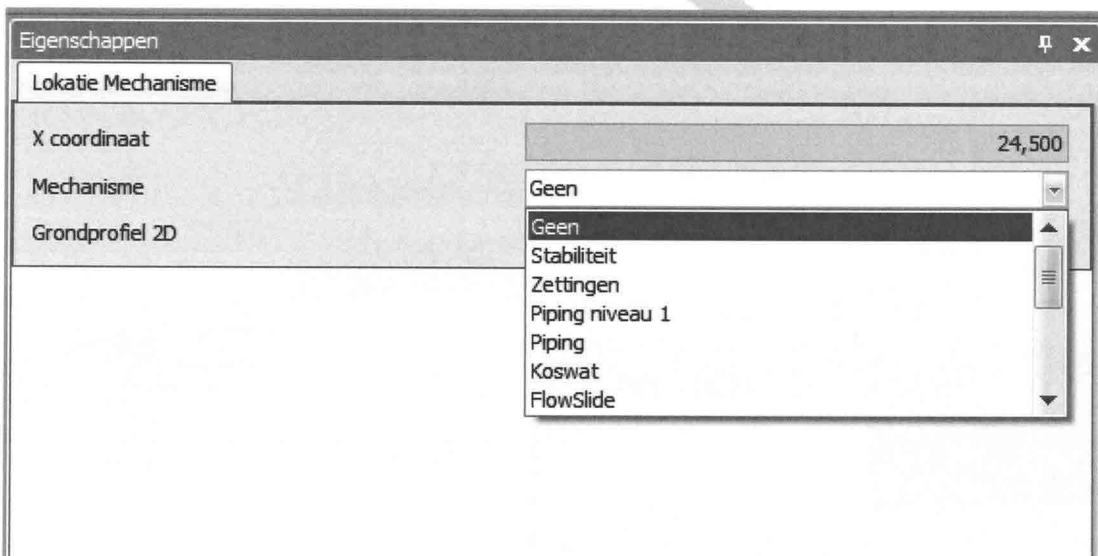 Eigenschappen
Lokatie Mechanisme
X coordinaat 24,500
Mechanisme Geen
Grondprofiel 2D
Geen
Stabiliteit
Zettingen
Piping niveau 1
Piping
Koswat
FlowSlide